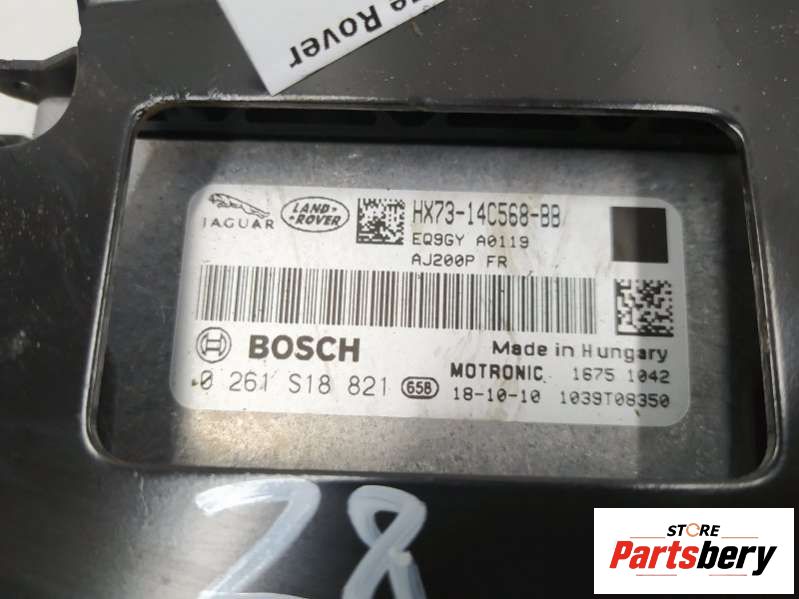 Rover
JAGUAR
LAND
ROVER
HX73-14C568-BB
EQ9GY A0119
AJ200P FR
BOSCH
Made in Hungary
0 261 S18 821 65B
MOTRONIC 1675 1042
18-10-10 1039T08350
28
STORE
Partsbery